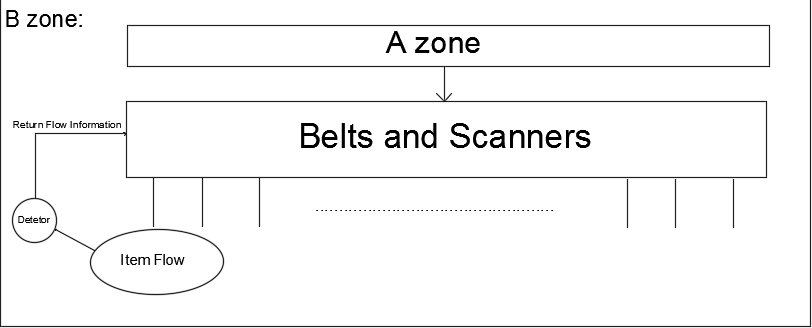 B zone:
A zone
Return Flow Information
Belts and Scanners
Detetor
Item Flow